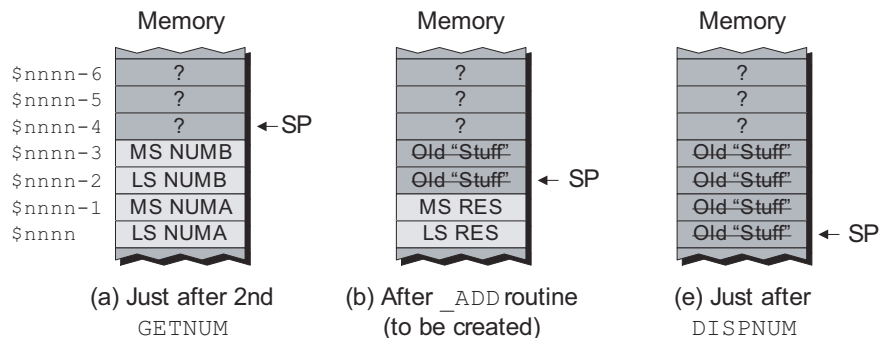 Memory Memory Memory
$nnnn-6 ? ? ?
$nnnn-5 ? ? ?
$nnnn-4 ? ← SP ? ?
$nnnn-3 MS NUMB Old “Stuff” Old “Stuff”
$nnnn-2 LS NUMB Old “Stuff” ← SP Old “Stuff”
$nnnn-1 MS NUMA MS RES Old “Stuff”
$nnnn LS NUMA LS RES Old “Stuff” ← SP
(a) Just after 2nd (b) After _ADD routine (e) Just after
GETNUM (to be created) DISPNUM